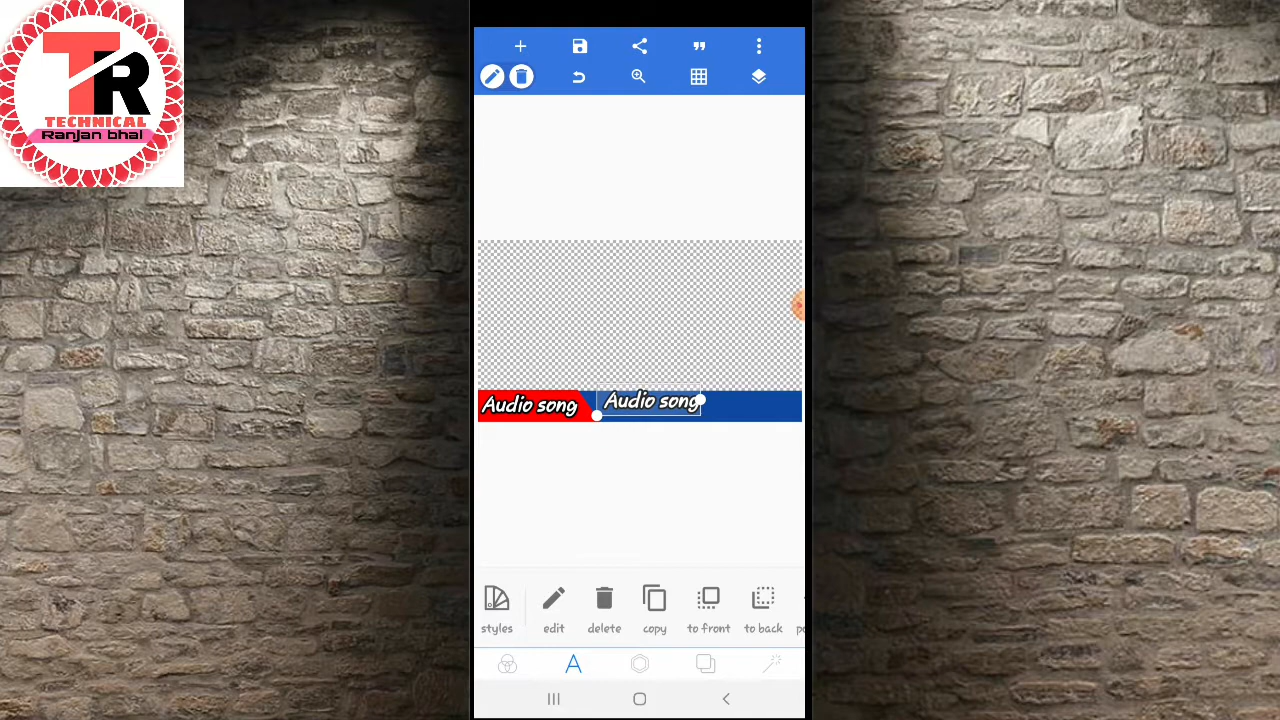 TR
TECHNICAL
Ranjan bhai
Audio song
Audio song
styles
edit
delete
copy
to front
to back
A